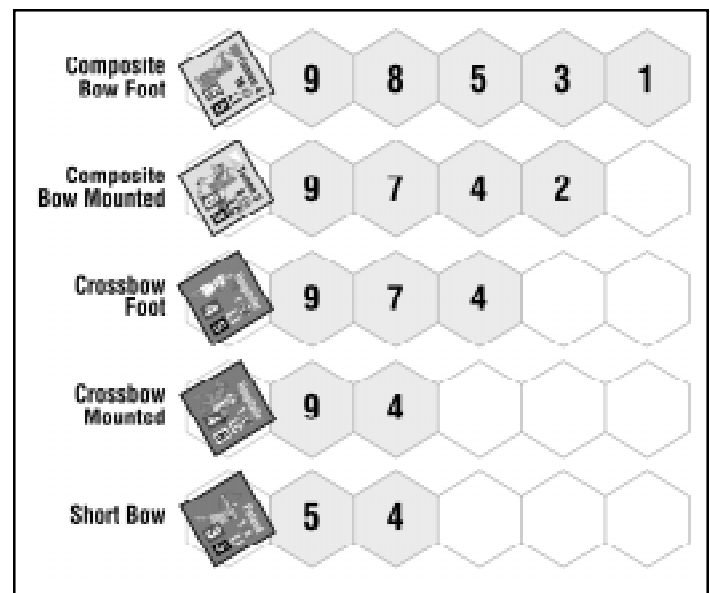 Composite
Bow Foot
9 8 5 3 1
Composite
Bow Mounted
9 7 4 2
Crossbow
Foot
9 7 4
Crossbow
Mounted
9 4
Short Bow
5 4